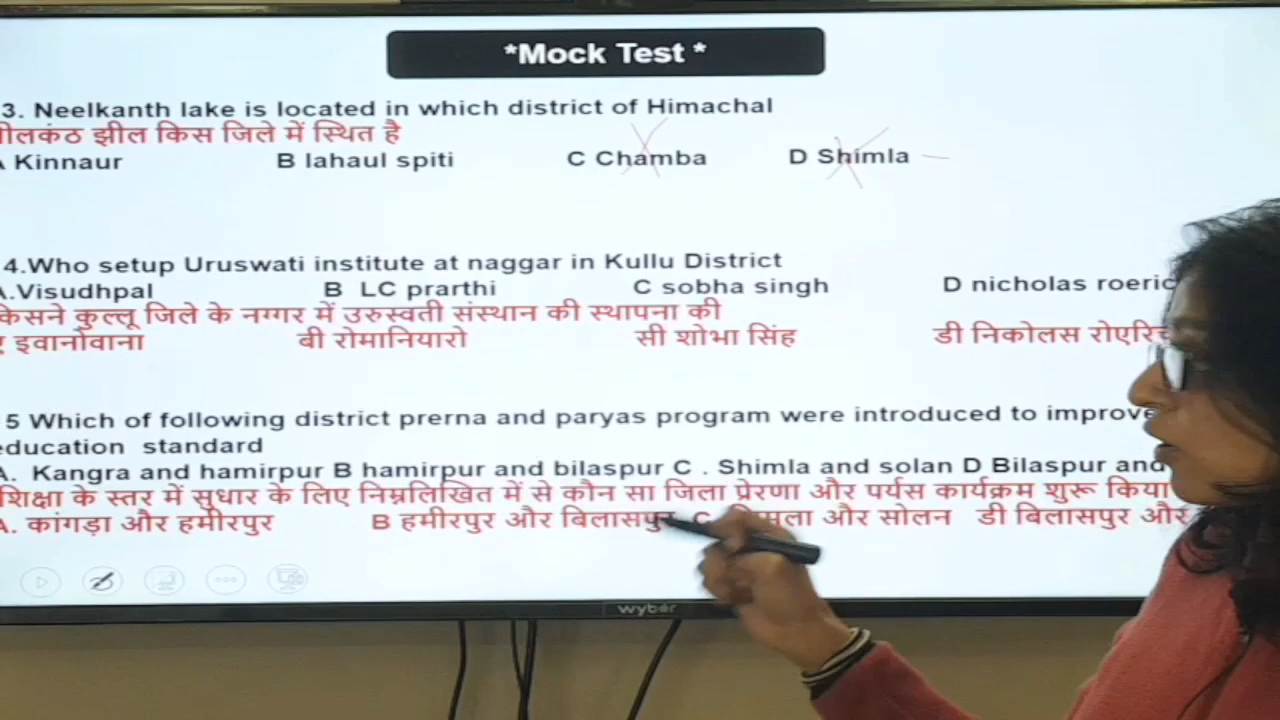 *Mock Test *
3. Neelkanth lake is located in which district of Himachal
नीलकंठ झील किस जिले में स्थित है
A Kinnaur B lahaul spiti C Chamba D Shimla
4.Who setup Uruswati institute at naggar in Kullu District
A.Visudhpal B LC prarthi C sobha singh D nicholas roeric
किसने कुल्लू जिले के नग्गर में उरुस्वती संस्थान की स्थापना की
ए इवानोवाना बी रोमानियारो सी शोभा सिंह डी निकोलस
5 Which of following district prerna and paryas program were introduced to improve
education standard
A. Kangra and hamirpur B hamirpur and bilaspur C . Shimla and solan D Bilaspur and
शिक्षा के स्तर में सुधार के लिए निम्नलिखित में से कौन सा जिला प्रेरणा और पर्यस कार्यक्रम शुरू किया
A. कांगड़ा और हमीरपुर B हमीरपुर और बिलासपुर C और सोलन डी बिलासपुर और
wybor